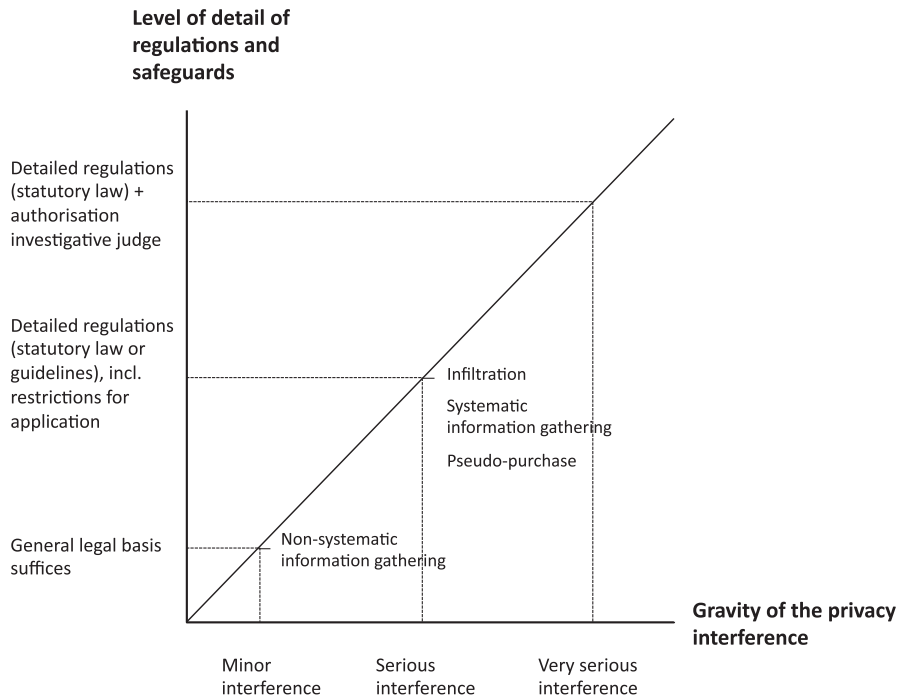 Level of detail of
regulations and
safeguards
Detailed regulations
(statutory law) +
authorisation
investigative judge
Detailed regulations
(statutory law or
guidelines), incl.
restrictions for
application
Infiltration
Systematic
information gathering
Pseudo-purchase
General legal basis
suffices
Non-systematic
information gathering
Gravity of the privacy
interference
Minor
interference
Serious
interference
Very serious
interference